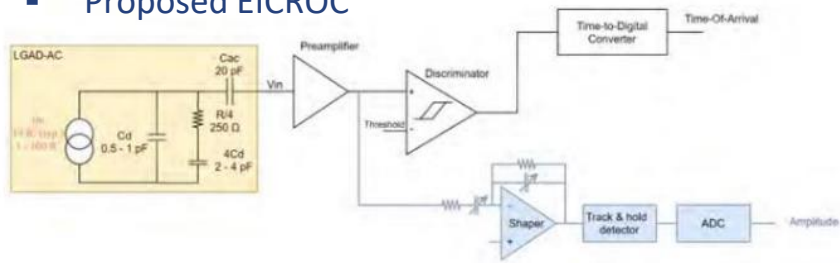 ▪ Proposed EICROC
LGAD-AC
Cac
20 pF
Vin
Cd
0.5 - 1 pF
R/4
250 Ω
4Cd
2 - 4 pF
Preamplifier
Discriminator
+
Threshold
-
Time-to-Digital
Converter
Time-Of-Arrival
-
Shaper
+
Track & hold
detector
ADC
Amplitude